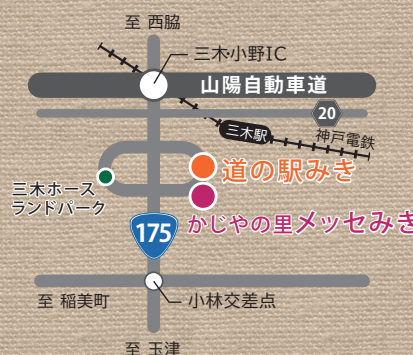 至 西脇
三木小野IC
山陽自動車道
20
三木駅
神戸電鉄
道の駅みき
三木ホース
ランドパーク
かじやの里メッセみき
175
至 稲美町
小林交差点
至 玉津